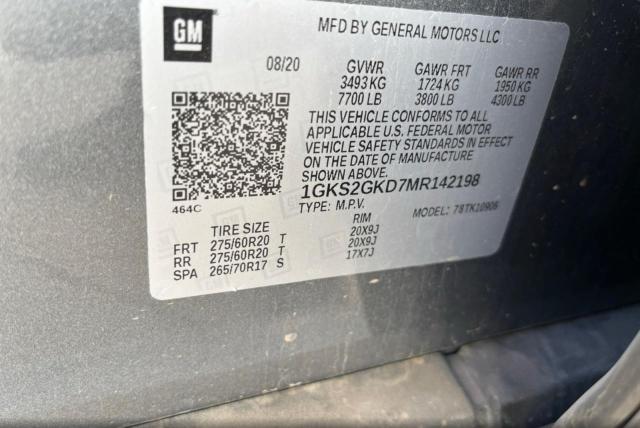 GM
MFD BY GENERAL MOTORS LLC
08/20 GVWR GAWR FRT GAWR RR
3493 KG 1724 KG 1950 KG
7700 LB 3800 LB 4300 LB
THIS VEHICLE CONFORMS TO ALL
APPLICABLE U.S. FEDERAL MOTOR
VEHICLE SAFETY STANDARDS IN EFFECT
ON THE DATE OF MANUFACTURE
SHOWN ABOVE.
1GKS2GKD7MR142198
464C TYPE: M.P.V. MODEL: 78TK10906
TIRE SIZE RIM
FRT 275/60R20 T 20X9J
RR 275/60R20 T 20X9J
SPA 265/70R17 S 17X7J